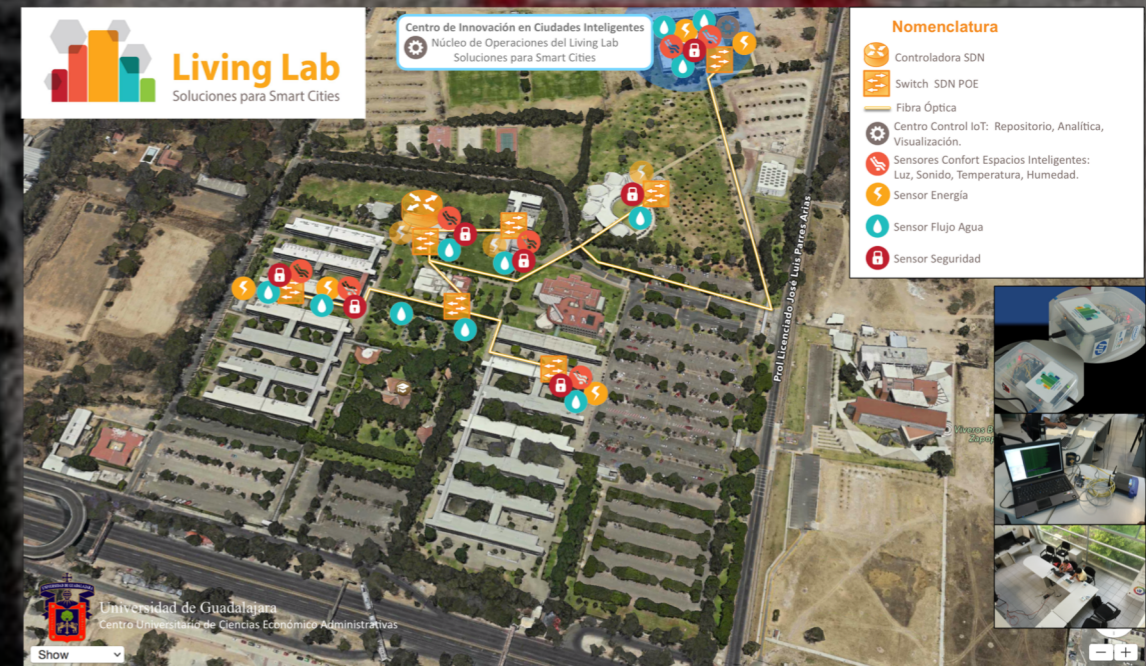 Living Lab
Soluciones para Smart Cities
Centro de Innovación en Ciudades Inteligentes
Núcleo de Operaciones del Living Lab
Soluciones para Smart Cities
Nomenclatura
Controladora SDN
Switch SDN POE
Fibra Óptica
Centro Control IoT: Repositorio, Analítica,
Visualización.
Sensores Confort Espacios Inteligentes:
Luz, Sonido, Temperatura, Humedad.
Sensor Energía
Sensor Flujo Agua
Sensor Seguridad
Prol Licenciado José Luis Parres Arias
Viveros
Universidad de Guadalajara
Centro Universitario de Ciencias Económico Administrativas
Show